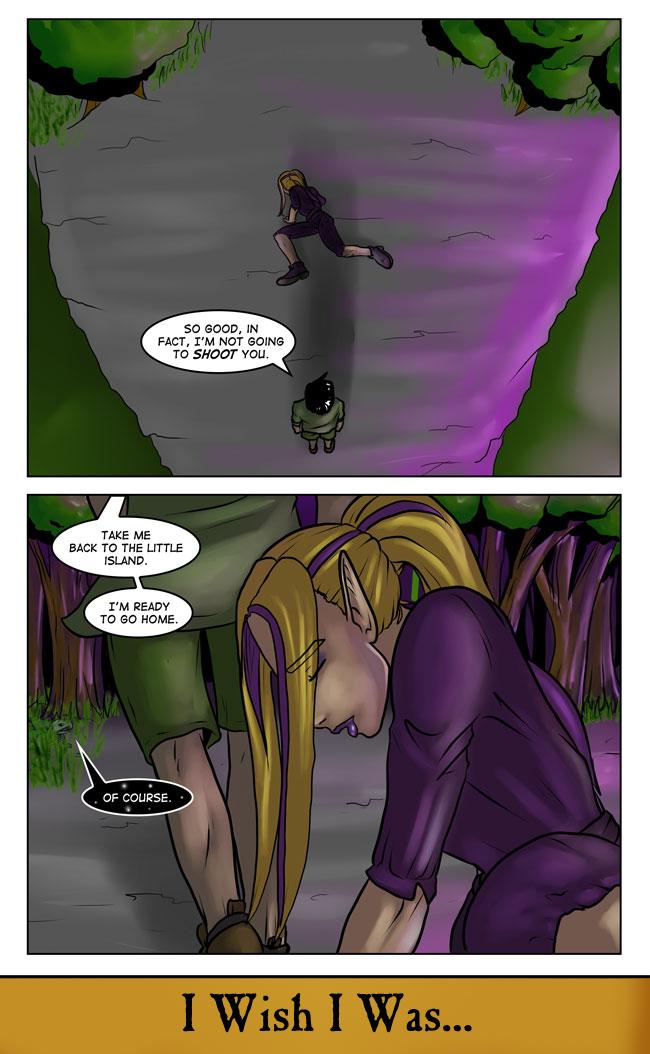 SO GOOD, IN
FACT, I'M NOT GOING
TO SHOOT YOU.
TAKE ME
BACK TO THE LITTLE
ISLAND.
I'M READY
TO GO HOME.
OF COURSE.
I Wish I Was...